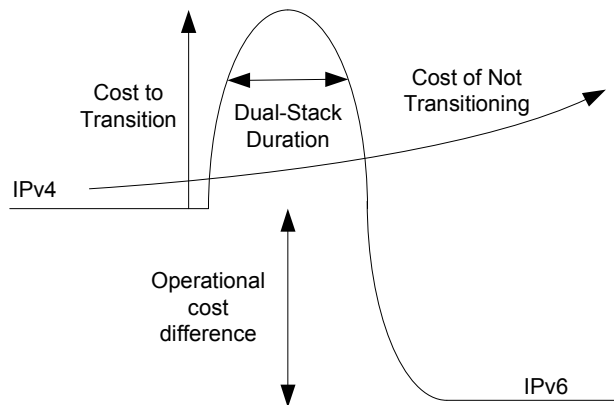 Cost to
Transition
Dual-Stack
Duration
Cost of Not
Transitioning
IPv4
Operational
cost
difference
IPv6